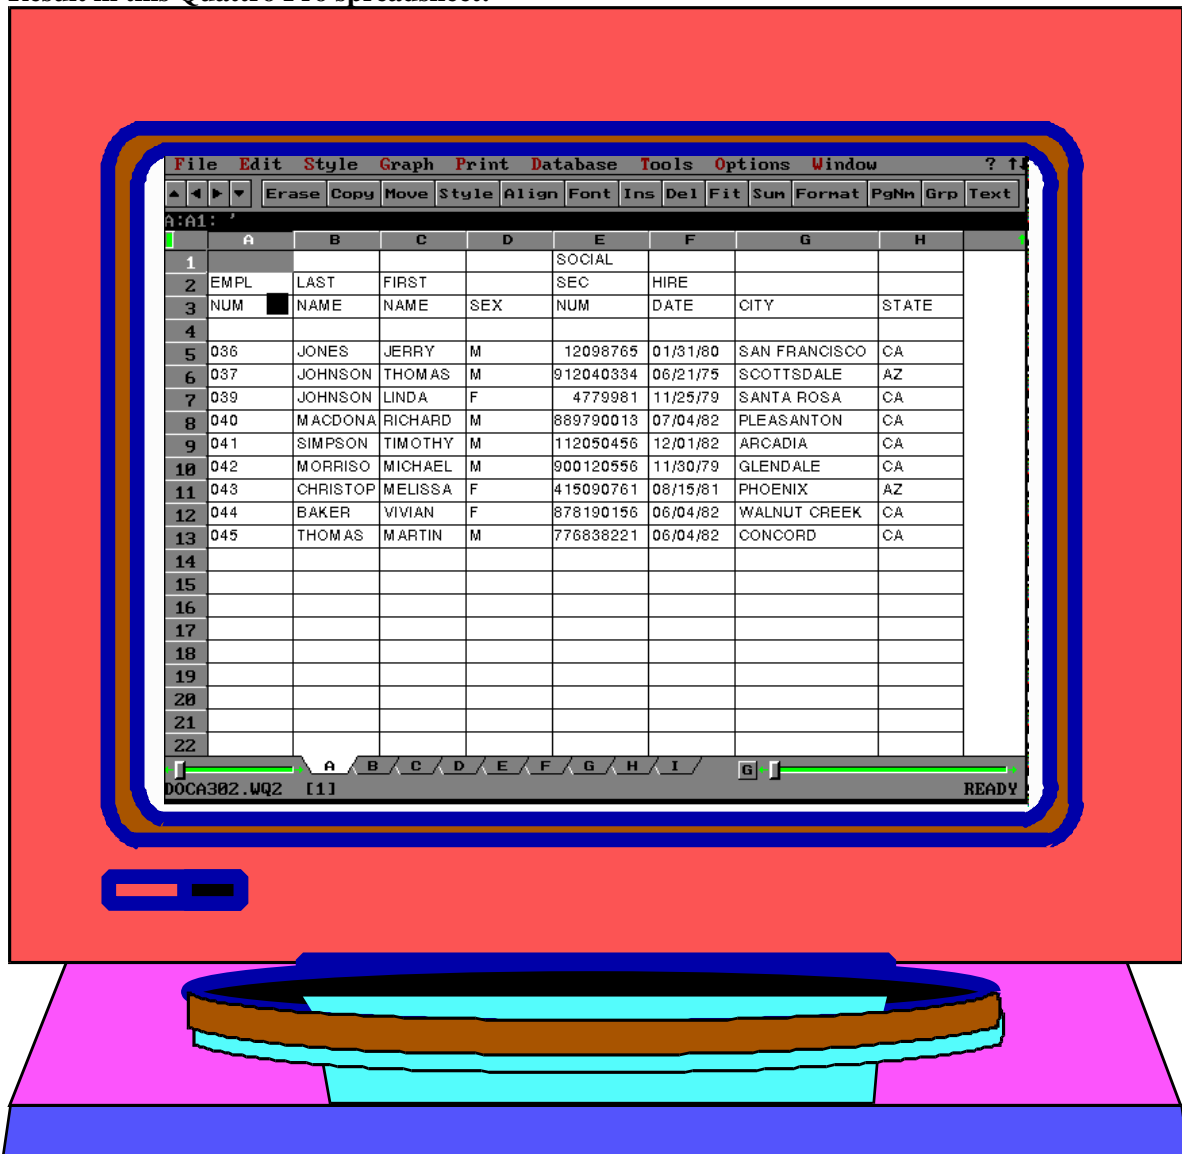 Result in this Quattro Pro spreadsheet:
File Edit Style Graph Print Database Tools Options Window ? ↑↓
▲ ◄ ► ▼ Erase Copy Move Style Align Font Ins Del Fit Sum Format PgNm Grp Text
A:A1: '
A B C D E F G H
1 SOCIAL
2 EMPL LAST FIRST SEC HIRE
3 NUM NAME NAME SEX NUM DATE CITY STATE
4
5 036 JONES JERRY M 12098765 01/31/80 SAN FRANCISCO CA
6 037 JOHNSON THOMAS M 912040334 06/21/75 SCOTTSDALE AZ
7 039 JOHNSON LINDA F 4779981 11/25/79 SANTA ROSA CA
8 040 MACDONA RICHARD M 889790013 07/04/82 PLEASANTON CA
9 041 SIMPSON TIMOTHY M 112050456 12/01/82 ARCADIA CA
10 042 MORRISO MICHAEL M 900120556 11/30/79 GLENDALE CA
11 043 CHRISTOP MELISSA F 415090761 08/15/81 PHOENIX AZ
12 044 BAKER VIVIAN F 878190156 06/04/82 WALNUT CREEK CA
13 045 THOMAS MARTIN M 776838221 06/04/82 CONCORD CA
14
15
16
17
18
19
20
21
22
A B C D E F G H I G
DOCA302.WQ2 [1] READY